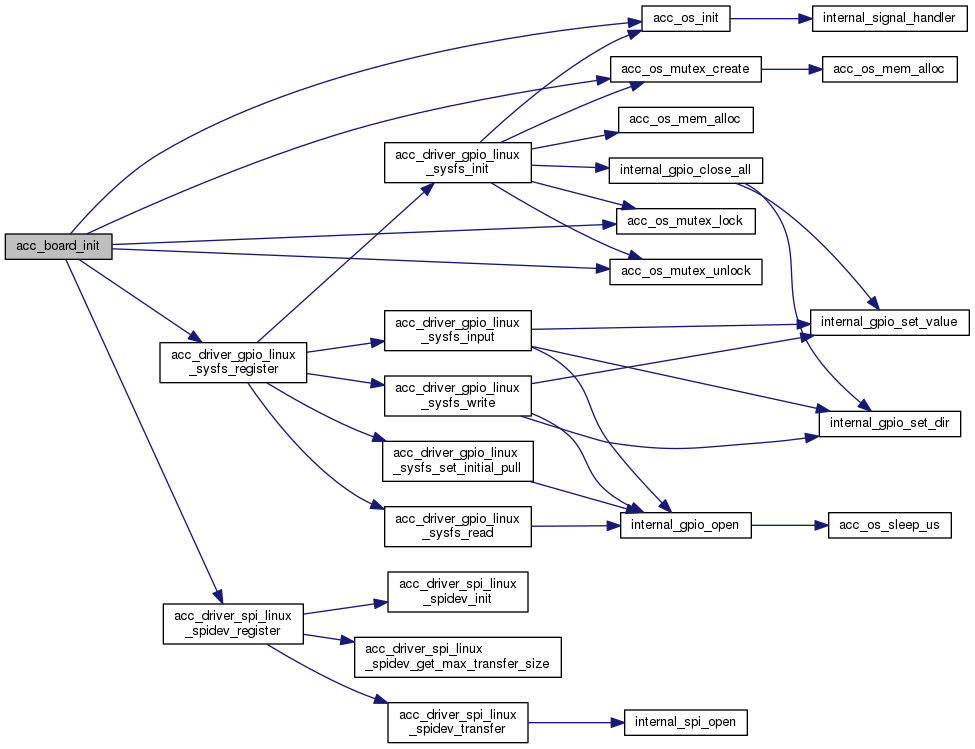 acc_os_init
internal_signal_handler
acc_os_mutex_create
acc_os_mem_alloc
acc_os_mem_alloc
acc_driver_gpio_linux
_sysfs_init
internal_gpio_close_all
acc_os_mutex_lock
acc_board_init
acc_os_mutex_unlock
internal_gpio_set_value
acc_driver_gpio_linux
_sysfs_input
acc_driver_gpio_linux
_sysfs_register
acc_driver_gpio_linux
_sysfs_write
internal_gpio_set_dir
acc_driver_gpio_linux
_sysfs_set_initial_pull
acc_driver_gpio_linux
_sysfs_read
internal_gpio_open
acc_os_sleep_us
acc_driver_spi_linux
_spidev_init
acc_driver_spi_linux
_spidev_register
acc_driver_spi_linux
_spidev_get_max_transfer_size
acc_driver_spi_linux
_spidev_transfer
internal_spi_open